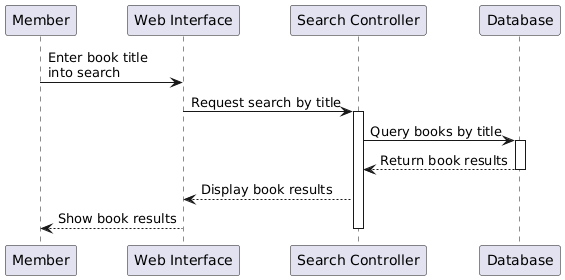 Member
Web Interface
Search Controller
Database
Enter book title
into search
Request search by title
Query books by title
Return book results
Display book results
Show book results
Member
Web Interface
Search Controller
Database